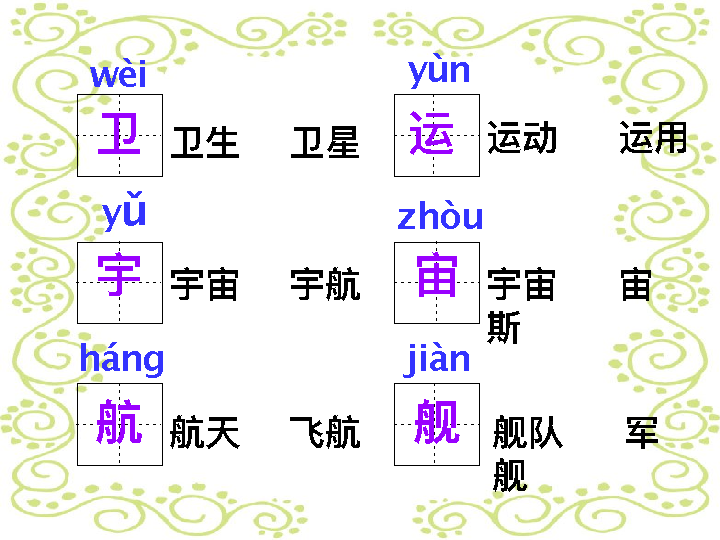 wèi yùn
卫 卫生 卫星 运 运动 运用
yǔ zhòu
宇 宇宙 宇航 宙 宇宙 宙
斯
háng jiàn
航 航天 飞航 舰 舰队 军
舰